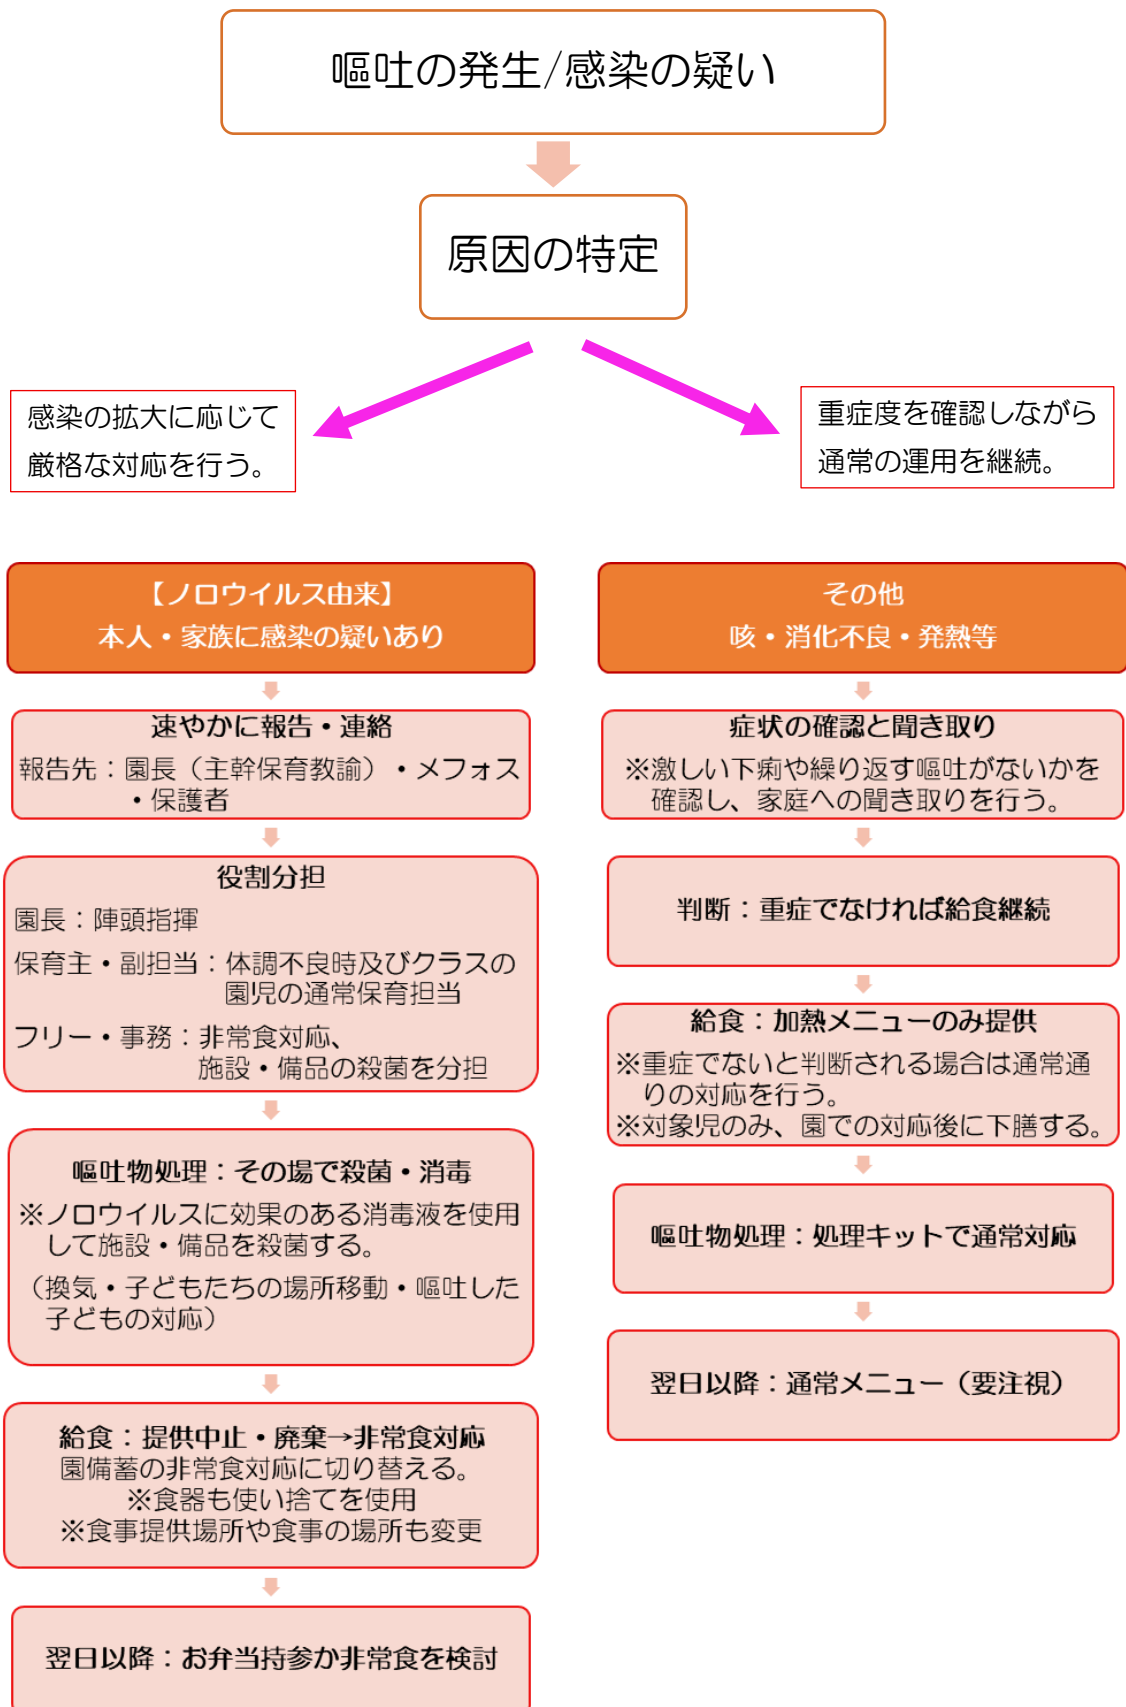 嘔吐の発生/感染の疑い
原因の特定
感染の拡大に応じて
厳格な対応を行う。
重症度を確認しながら
通常の運用を継続。
【ノロウイルス由来】
本人・家族に感染の疑いあり
速やかに報告・連絡
報告先：園長（主幹保育教諭）・メフォス
・保護者
役割分担
園長：陣頭指揮
保育主・副担当：体調不良時及びクラスの
園児の通常保育担当
フリー・事務：非常食対応、
施設・備品の殺菌を分担
嘔吐物処理：その場で殺菌・消毒
※ノロウイルスに効果のある消毒液を使用
して施設・備品を殺菌する。
（換気・子どもたちの場所移動・嘔吐した
子どもの対応）
給食：提供中止・廃棄→非常食対応
園備蓄の非常食対応に切り替える。
※食器も使い捨てを使用
※食事提供場所や食事の場所も変更
翌日以降：お弁当持参か非常食を検討
その他
咳・消化不良・発熱等
症状の確認と聞き取り
※激しい下痢や繰り返す嘔吐がないかを
確認し、家庭への聞き取りを行う。
判断：重症でなければ給食継続
給食：加熱メニューのみ提供
※重症でないと判断される場合は通常通
りの対応を行う。
※対象児のみ、園での対応後に下膳する。
嘔吐物処理：処理キットで通常対応
翌日以降：通常メニュー（要注視）